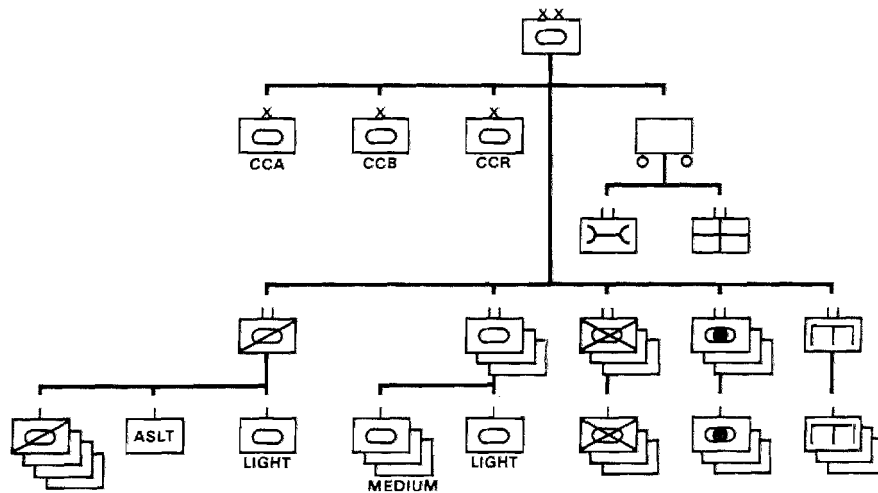 X X
X X X
CCA CCB CCR
ASLT
LIGHT MEDIUM LIGHT